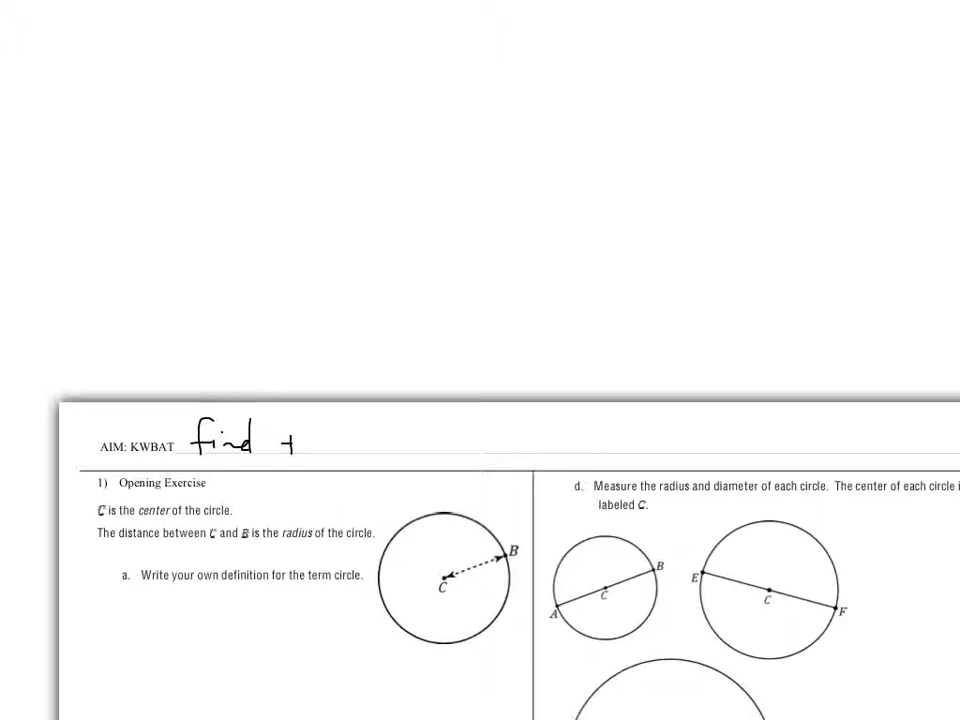 AIM: KWBAT find t
1) Opening Exercise
C is the center of the circle.
The distance between C and B is the radius of the circle.
a. Write your own definition for the term circle.
B
C
d. Measure the radius and diameter of each circle. The center of each circle i
labeled C.
B
C
A
E
C
F